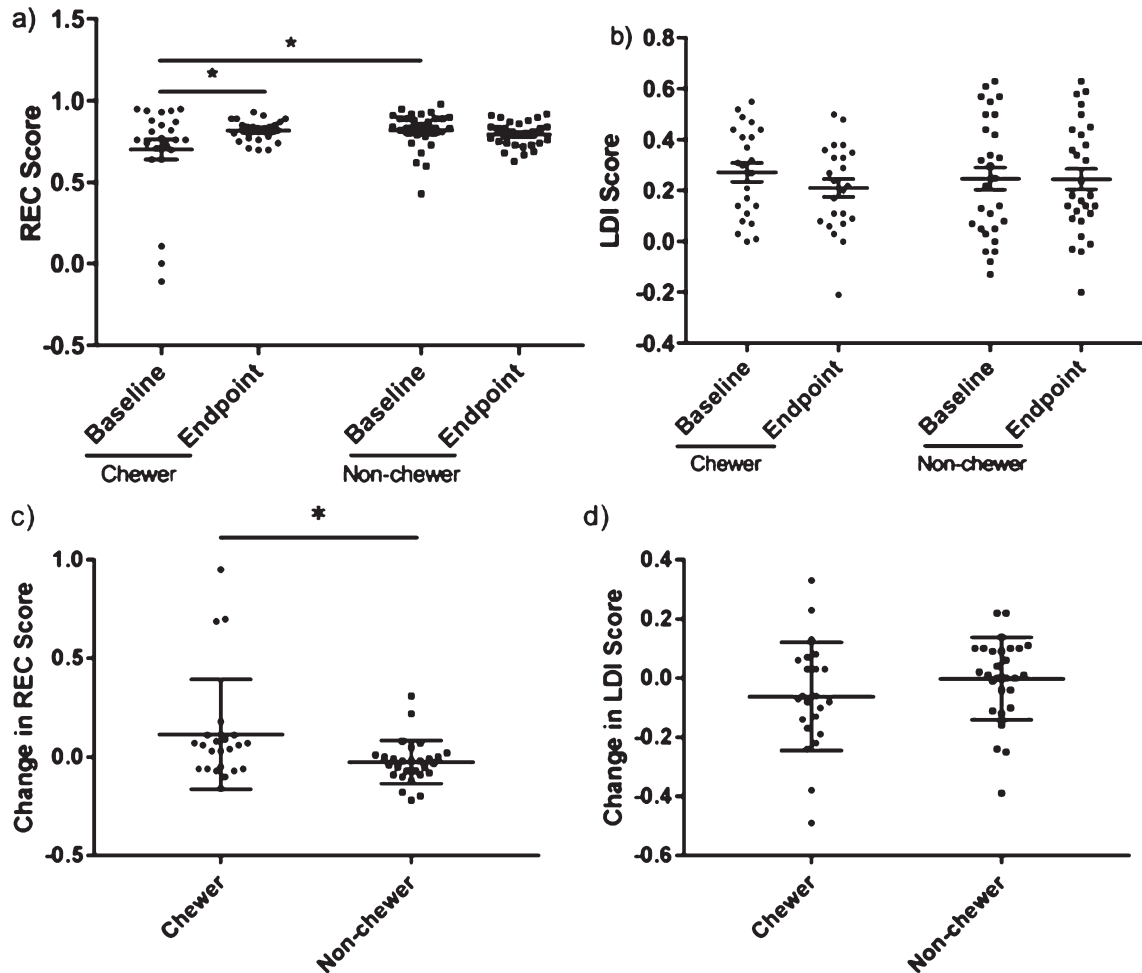 a)
1.5
1.0
0.5
0.0
-0.5
REC Score
*
*
Baseline
Endpoint
Baseline
Endpoint
Chewer
Non-chewer
b)
0.8
0.6
0.4
0.2
0.0
-0.2
-0.4
LDI Score
Baseline
Endpoint
Baseline
Endpoint
Chewer
Non-chewer
c)
1.0
0.5
0.0
-0.5
Change in REC Score
*
Chewer
Non-chewer
d)
0.4
0.2
0.0
-0.2
-0.4
-0.6
Change in LDI Score
Chewer
Non-chewer